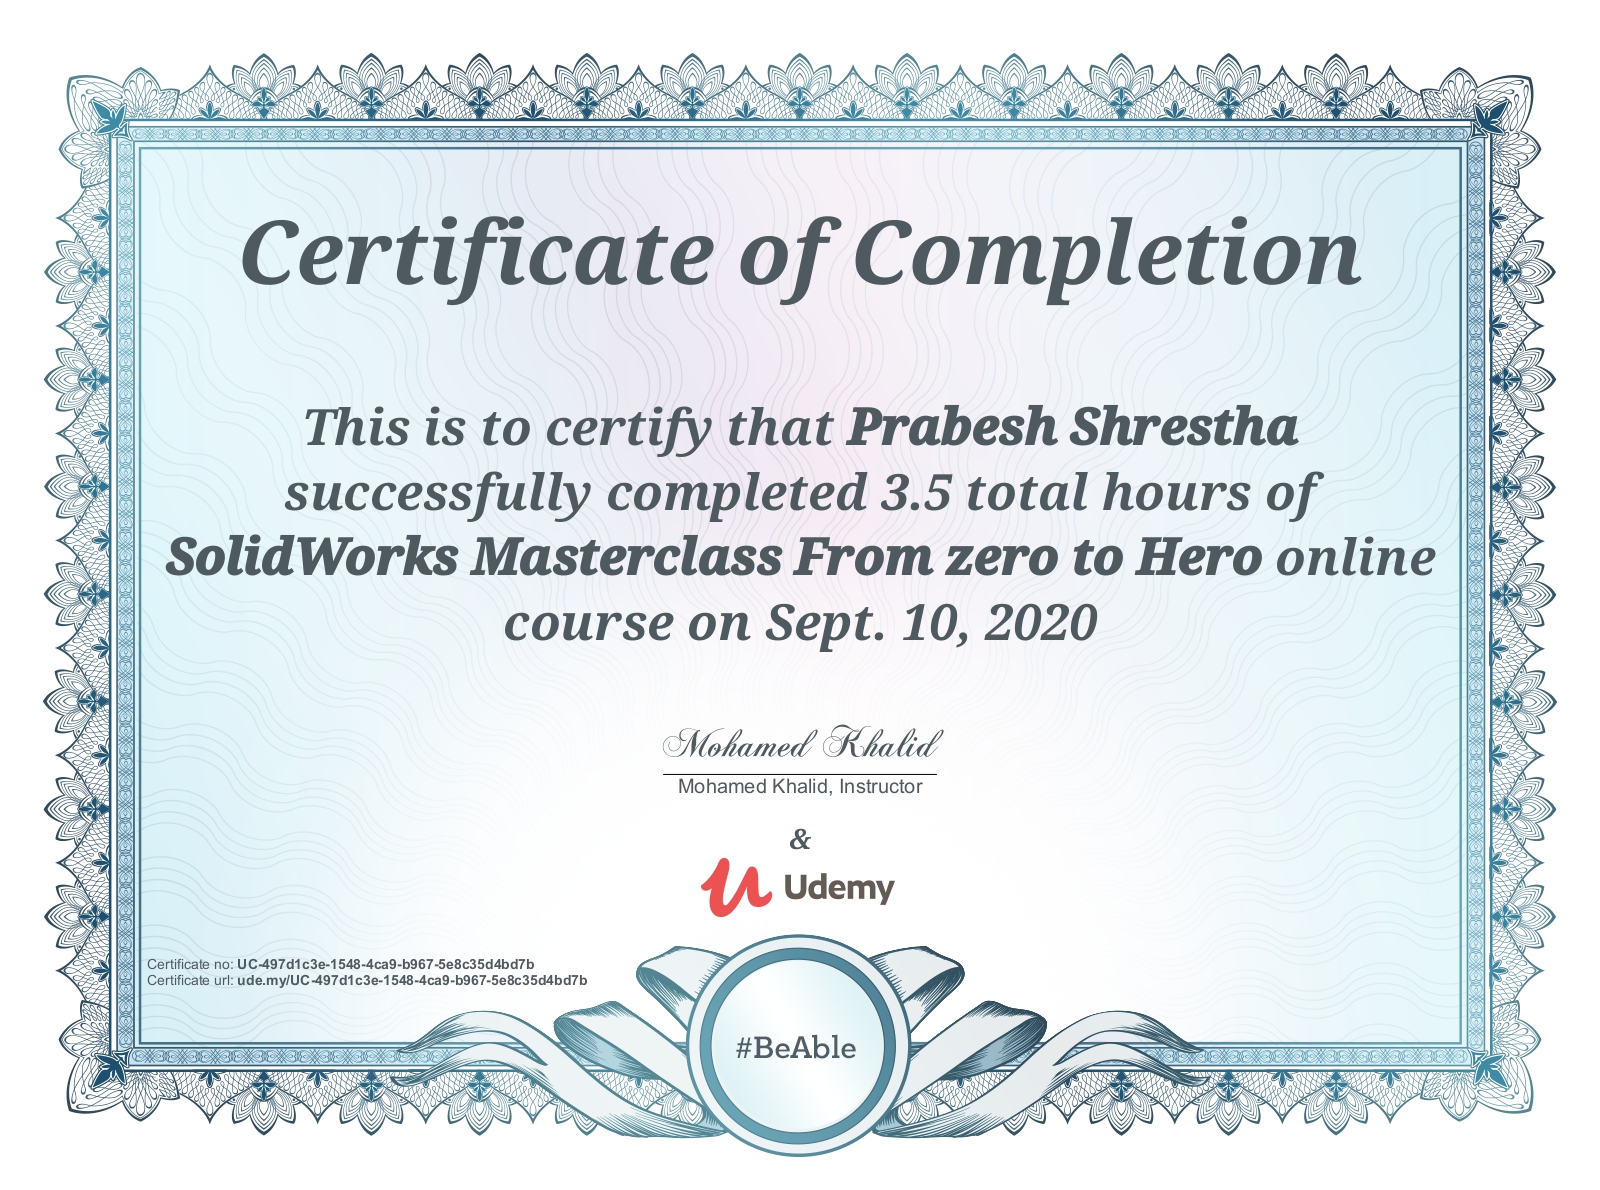 Certificate of Completion
This is to certify that Prabesh Shrestha
successfully completed 3.5 total hours of
SolidWorks Masterclass From zero to Hero online
course on Sept. 10, 2020
Mohamed Khalid
Mohamed Khalid, Instructor
&
Udemy
Certificate no: UC-497d1c3e-1548-4ca9-b967-5e8c35d4bd7b
Certificate url: ude.my/UC-497d1c3e-1548-4ca9-b967-5e8c35d4bd7b
#BeAble